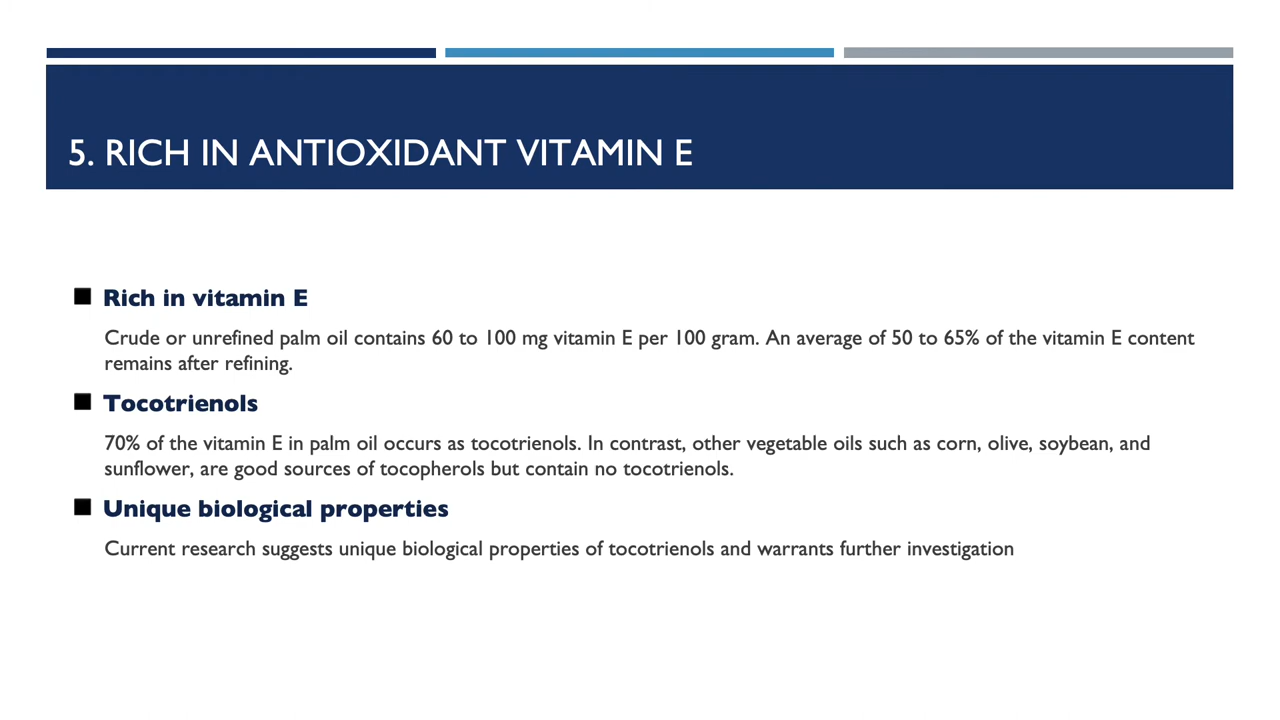 5. RICH IN ANTIOXIDANT VITAMIN E
Rich in vitamin E
Crude or unrefined palm oil contains 60 to 100 mg vitamin E per 100 gram. An average of 50 to 65% of the vitamin E content
remains after refining.
Tocotrienols
70% of the vitamin E in palm oil occurs as tocotrienols. In contrast, other vegetable oils such as corn, olive, soybean, and
sunflower, are good sources of tocopherols but contain no tocotrienols.
Unique biological properties
Current research suggests unique biological properties of tocotrienols and warrants further investigation